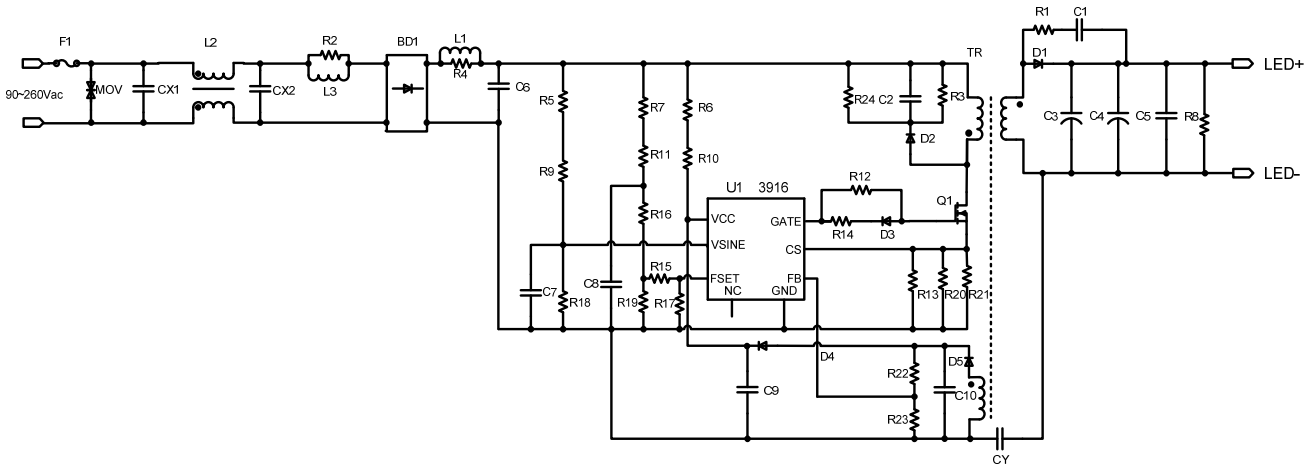 F1
L2
R2
BD1
L1
R1
C1
TR
D1
LED+
90~260Vac
MOV
CX1
CX2
L3
R4
C6
R5
R7
R6
R24
C2
R3
C3
C4
C5
R8
D2
R9
R11
R10
LED-
U1 3916
R12
Q1
R16
VCC
GATE
R14
D3
VSINE
CS
R15
FSET
FB
C7
C8
NC
GND
R18
R19
R17
R13
R20
R21
D4
D5
R22
C9
C10
R23
CY